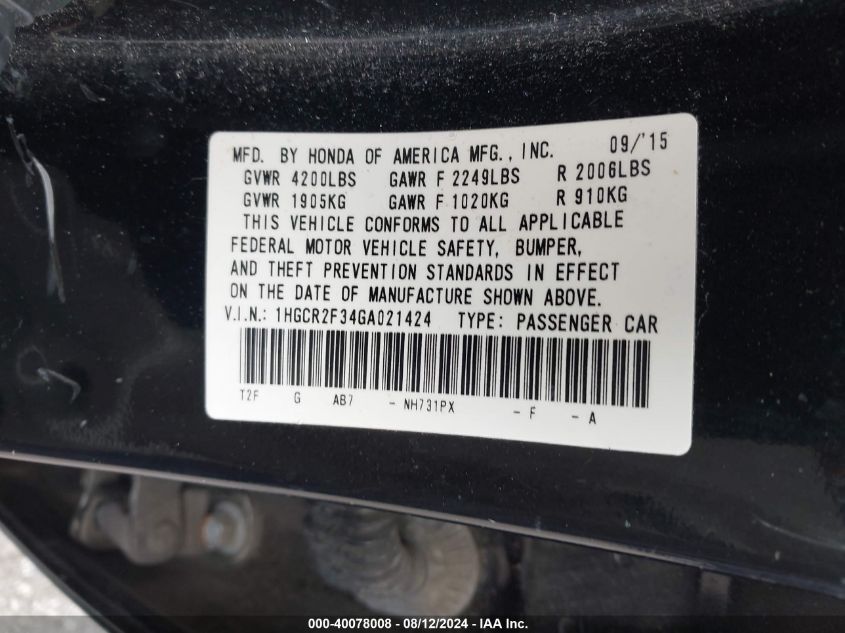 MFD. BY HONDA OF AMERICA MFG., INC. 09/'15
GVWR 4200LBS GAWR F 2249LBS R 2006LBS
GVWR 1905KG GAWR F 1020KG R 910KG
THIS VEHICLE CONFORMS TO ALL APPLICABLE
FEDERAL MOTOR VEHICLE SAFETY, BUMPER,
AND THEFT PREVENTION STANDARDS IN EFFECT
ON THE DATE OF MANUFACTURE SHOWN ABOVE.
V.I.N.: 1HGCR2F34GA021424 TYPE: PASSENGER CAR
T2F G AB7 - NH731PX - F - A
000-40078008 - 08/12/2024 - IAA Inc.